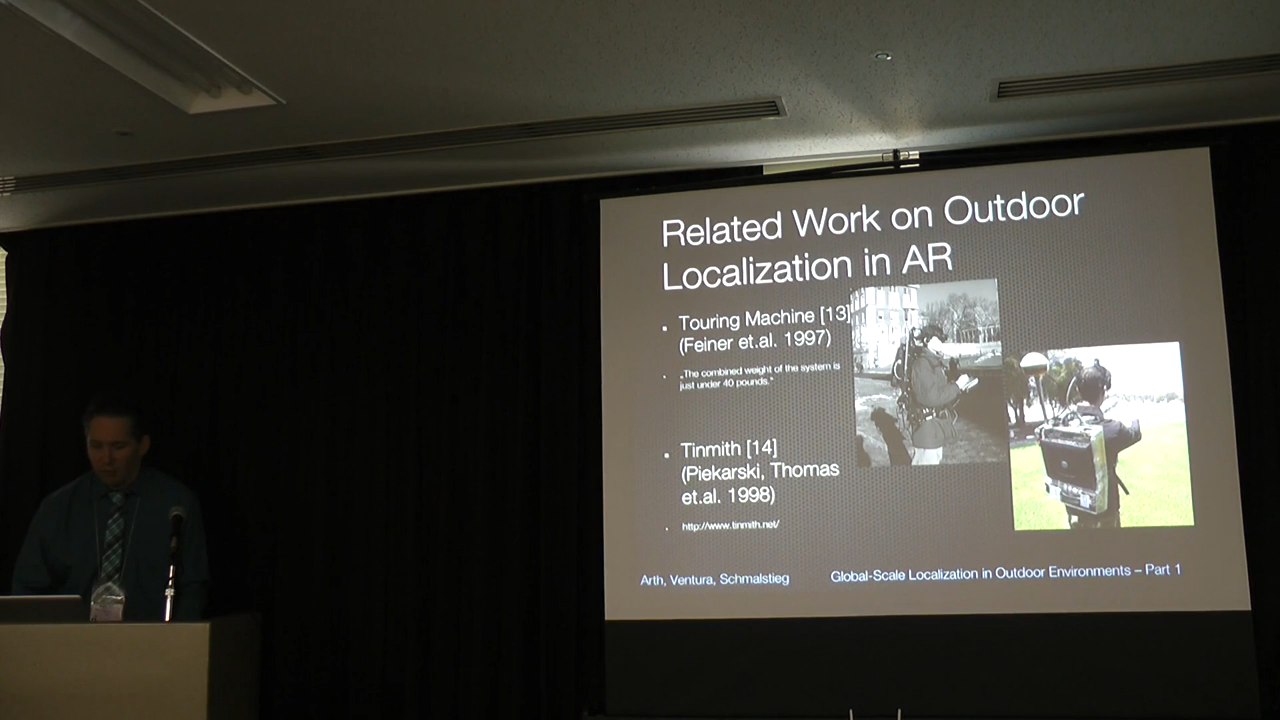 Related Work on Outdoor
Localization in AR
Touring Machine [13]
(Feiner et.al. 1997)
„The combined weight of the system is
just under 40 pounds.“
Tinmith [14]
(Piekarski, Thomas
et.al. 1998)
http://www.tinmith.net/
Arth, Ventura, Schmalstieg
Global-Scale Localization in Outdoor Environments – Part 1